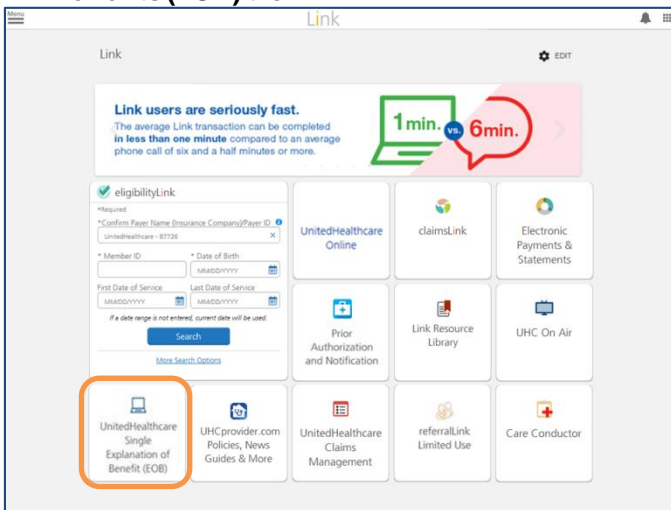 Menu
Link
Link
EDIT
Link users are seriously fast.
The average Link transaction can be completed
in less than one minute compared to an average
phone call of six and a half minutes or
more.
1min. vs. 6min.
eligibilityLink
*Required
*Confirm Payer Name (Insurance Company)/Payer ID
UnitedHealthcare - 87726
* Member ID
* Date of Birth
MM/DD/YYYY
First Date of Service
Last Date of Service
MM/DD/YYYY
MM/DD/YYYY
If a date range is not entered, current date will be used.
Search
More Search Options
UnitedHealthcare
Online
claimsLink
Electronic
Payments &
Statements
Prior
Authorization
and Notification
Link Resource
Library
UHC On Air
UnitedHealthcare
Single
Explanation of
Benefit (EOB)
UHCprovider.com
Policies, News
Guides & More
UnitedHealthcare
Claims
Management
referralLink
Limited Use
Care Conductor